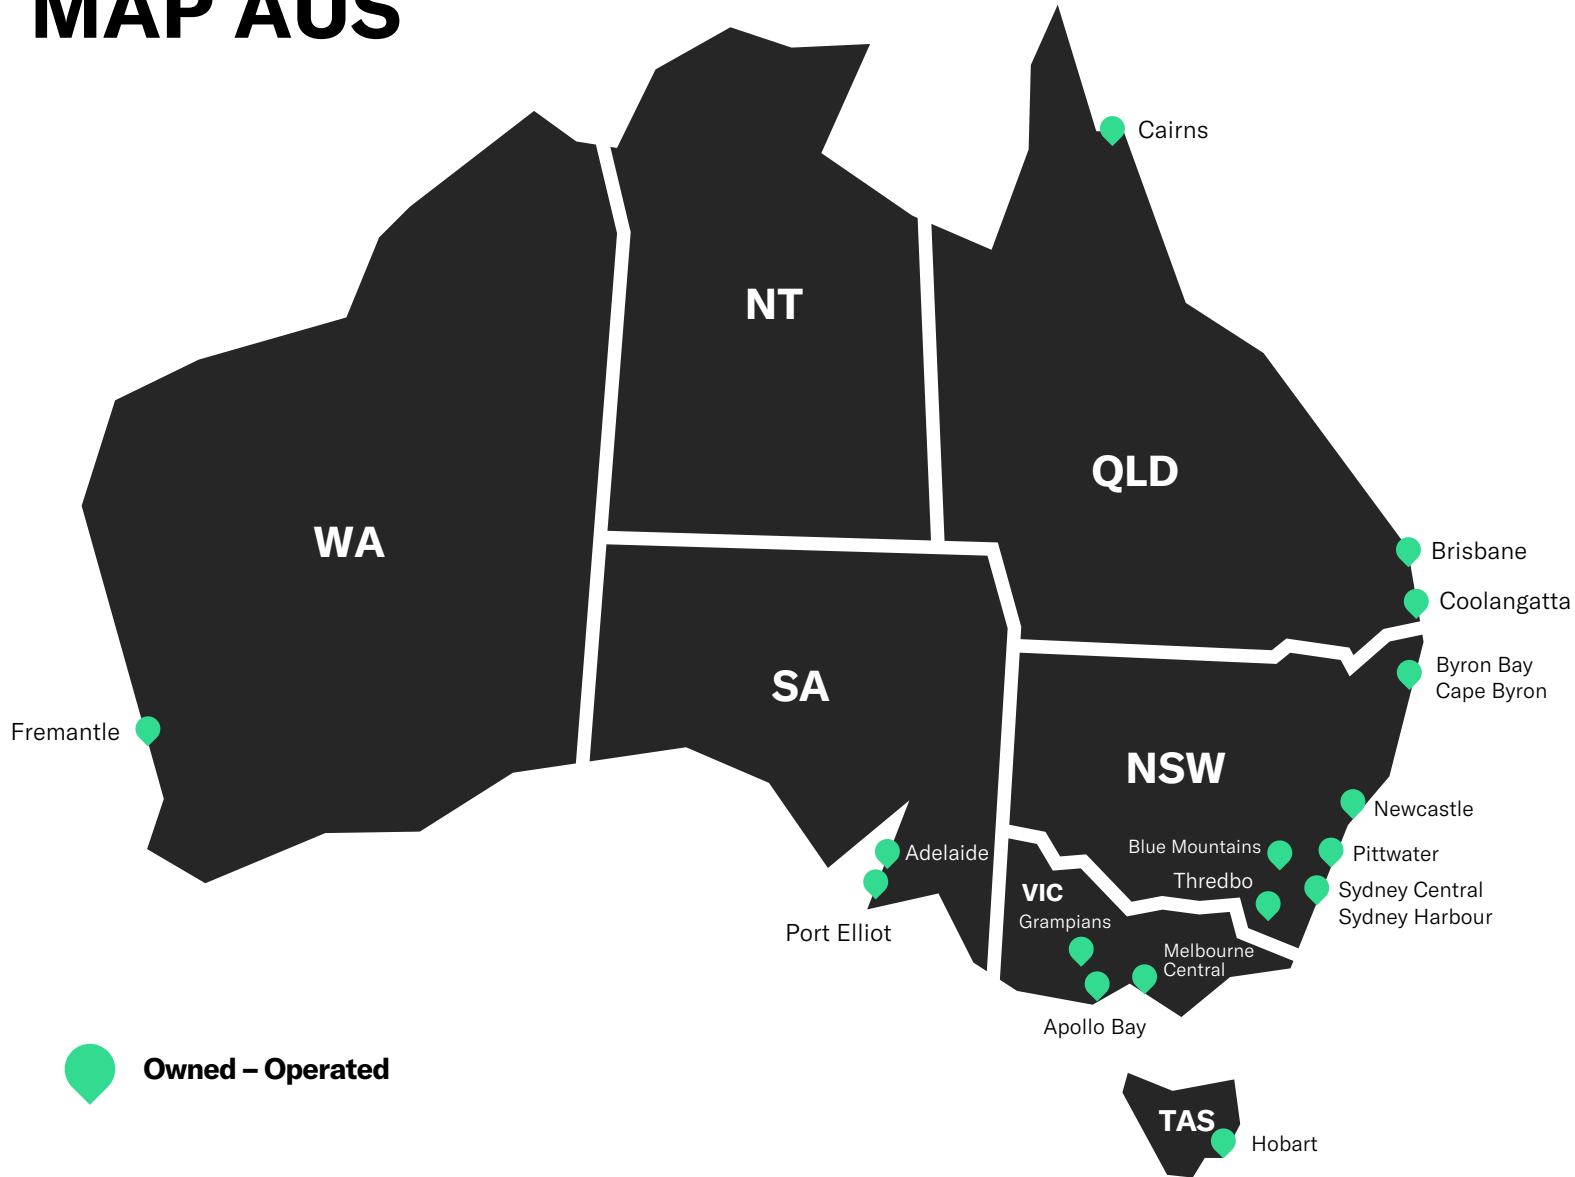 MAP AUS
Cairns
NT
QLD
WA
Brisbane
Coolangatta
Byron Bay
Cape Byron
SA
Fremantle
NSW
Newcastle
Blue Mountains
Pittwater
Adelaide
Thredbo
Sydney Central
Sydney Harbour
VIC
Grampians
Port Elliot
Melbourne
Central
Apollo Bay
Owned – Operated
TAS
Hobart